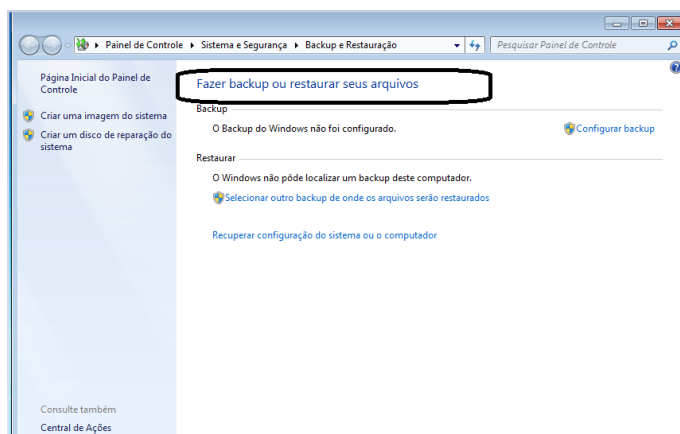 Painel de Controle Sistema e Segurança Backup e Restauração
Pesquisar Painel de Controle
Página Inicial do Painel de
Controle
Criar uma imagem do sistema
Criar um disco de reparação do
sistema
Fazer backup ou restaurar seus arquivos
Backup
O Backup do Windows não foi configurado.
Configurar backup
Restaurar
O Windows não pôde localizar um backup deste computador.
Selecionar outro backup de onde os arquivos serão restaurados
Recuperar configuração do sistema ou o computador
Consulte também
Central de Ações